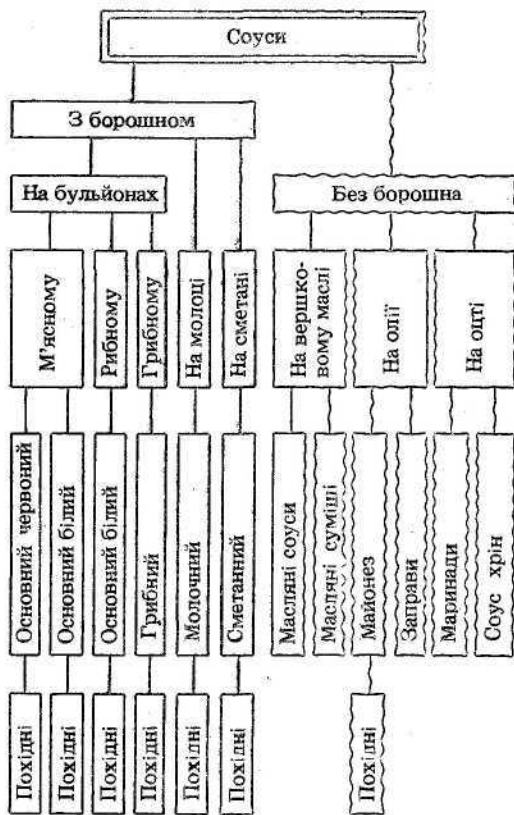 Соуси
З борошном
На бульйонах
Без борошна
М'ясному
Рибному
Грибному
На молоці
На сметані
На вершко-
вому маслі
На олії
На оцті
Основний червоний
Основний білий
Основний білий
Грибний
Молочний
Сметанний
Масляні соуси
Масляні суміші
Майонез
Заправи
Маринади
Соус хрін
Похідні
Похідні
Похідні
Похідні
Похідні
Похідні
Похідні